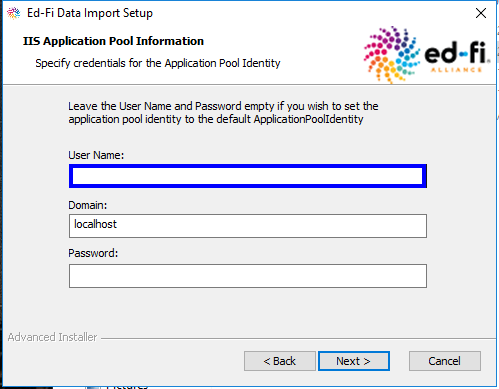 Ed-Fi Data Import Setup
IIS Application Pool Information
Specify credentials for the Application Pool Identity
ed-fi
ALLIANCE
Leave the User Name and Password empty if you wish to set the
application pool identity to the default ApplicationPoolIdentity
User Name:
Domain:
localhost
Password:
Advanced Installer
< Back
Next >
Cancel
Pictures